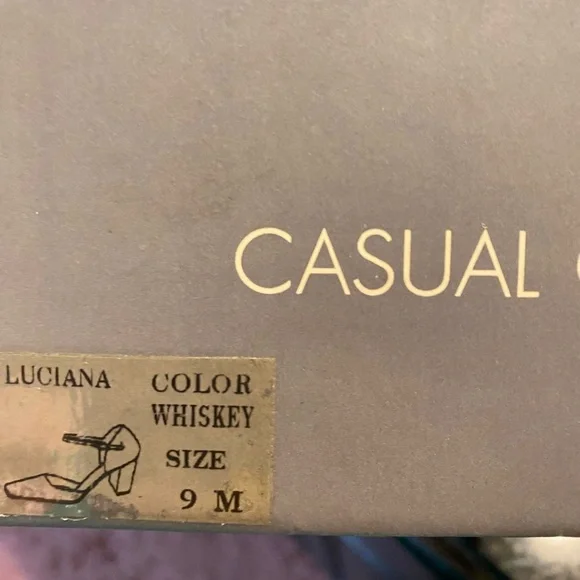 CASUAL
LUCIANA
COLOR
WHISKEY
SIZE
9 M